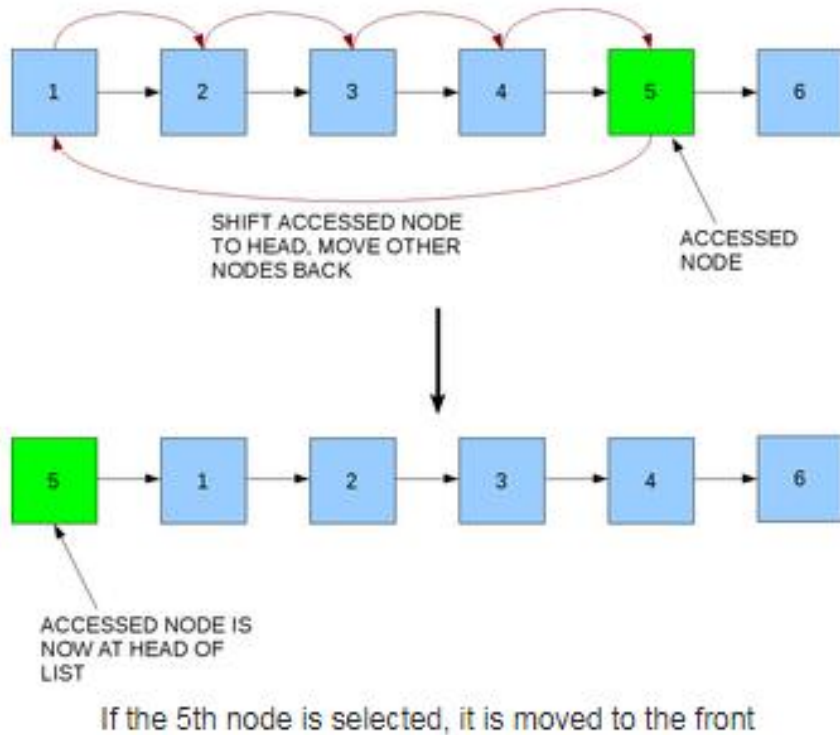 1 2 3 4 5 6
SHIFT ACCESSED NODE
TO HEAD, MOVE OTHER
NODES BACK
ACCESSED
NODE
5 1 2 3 4 6
ACCESSED NODE IS
NOW AT HEAD OF
LIST
If the 5th node is selected, it is moved to the front